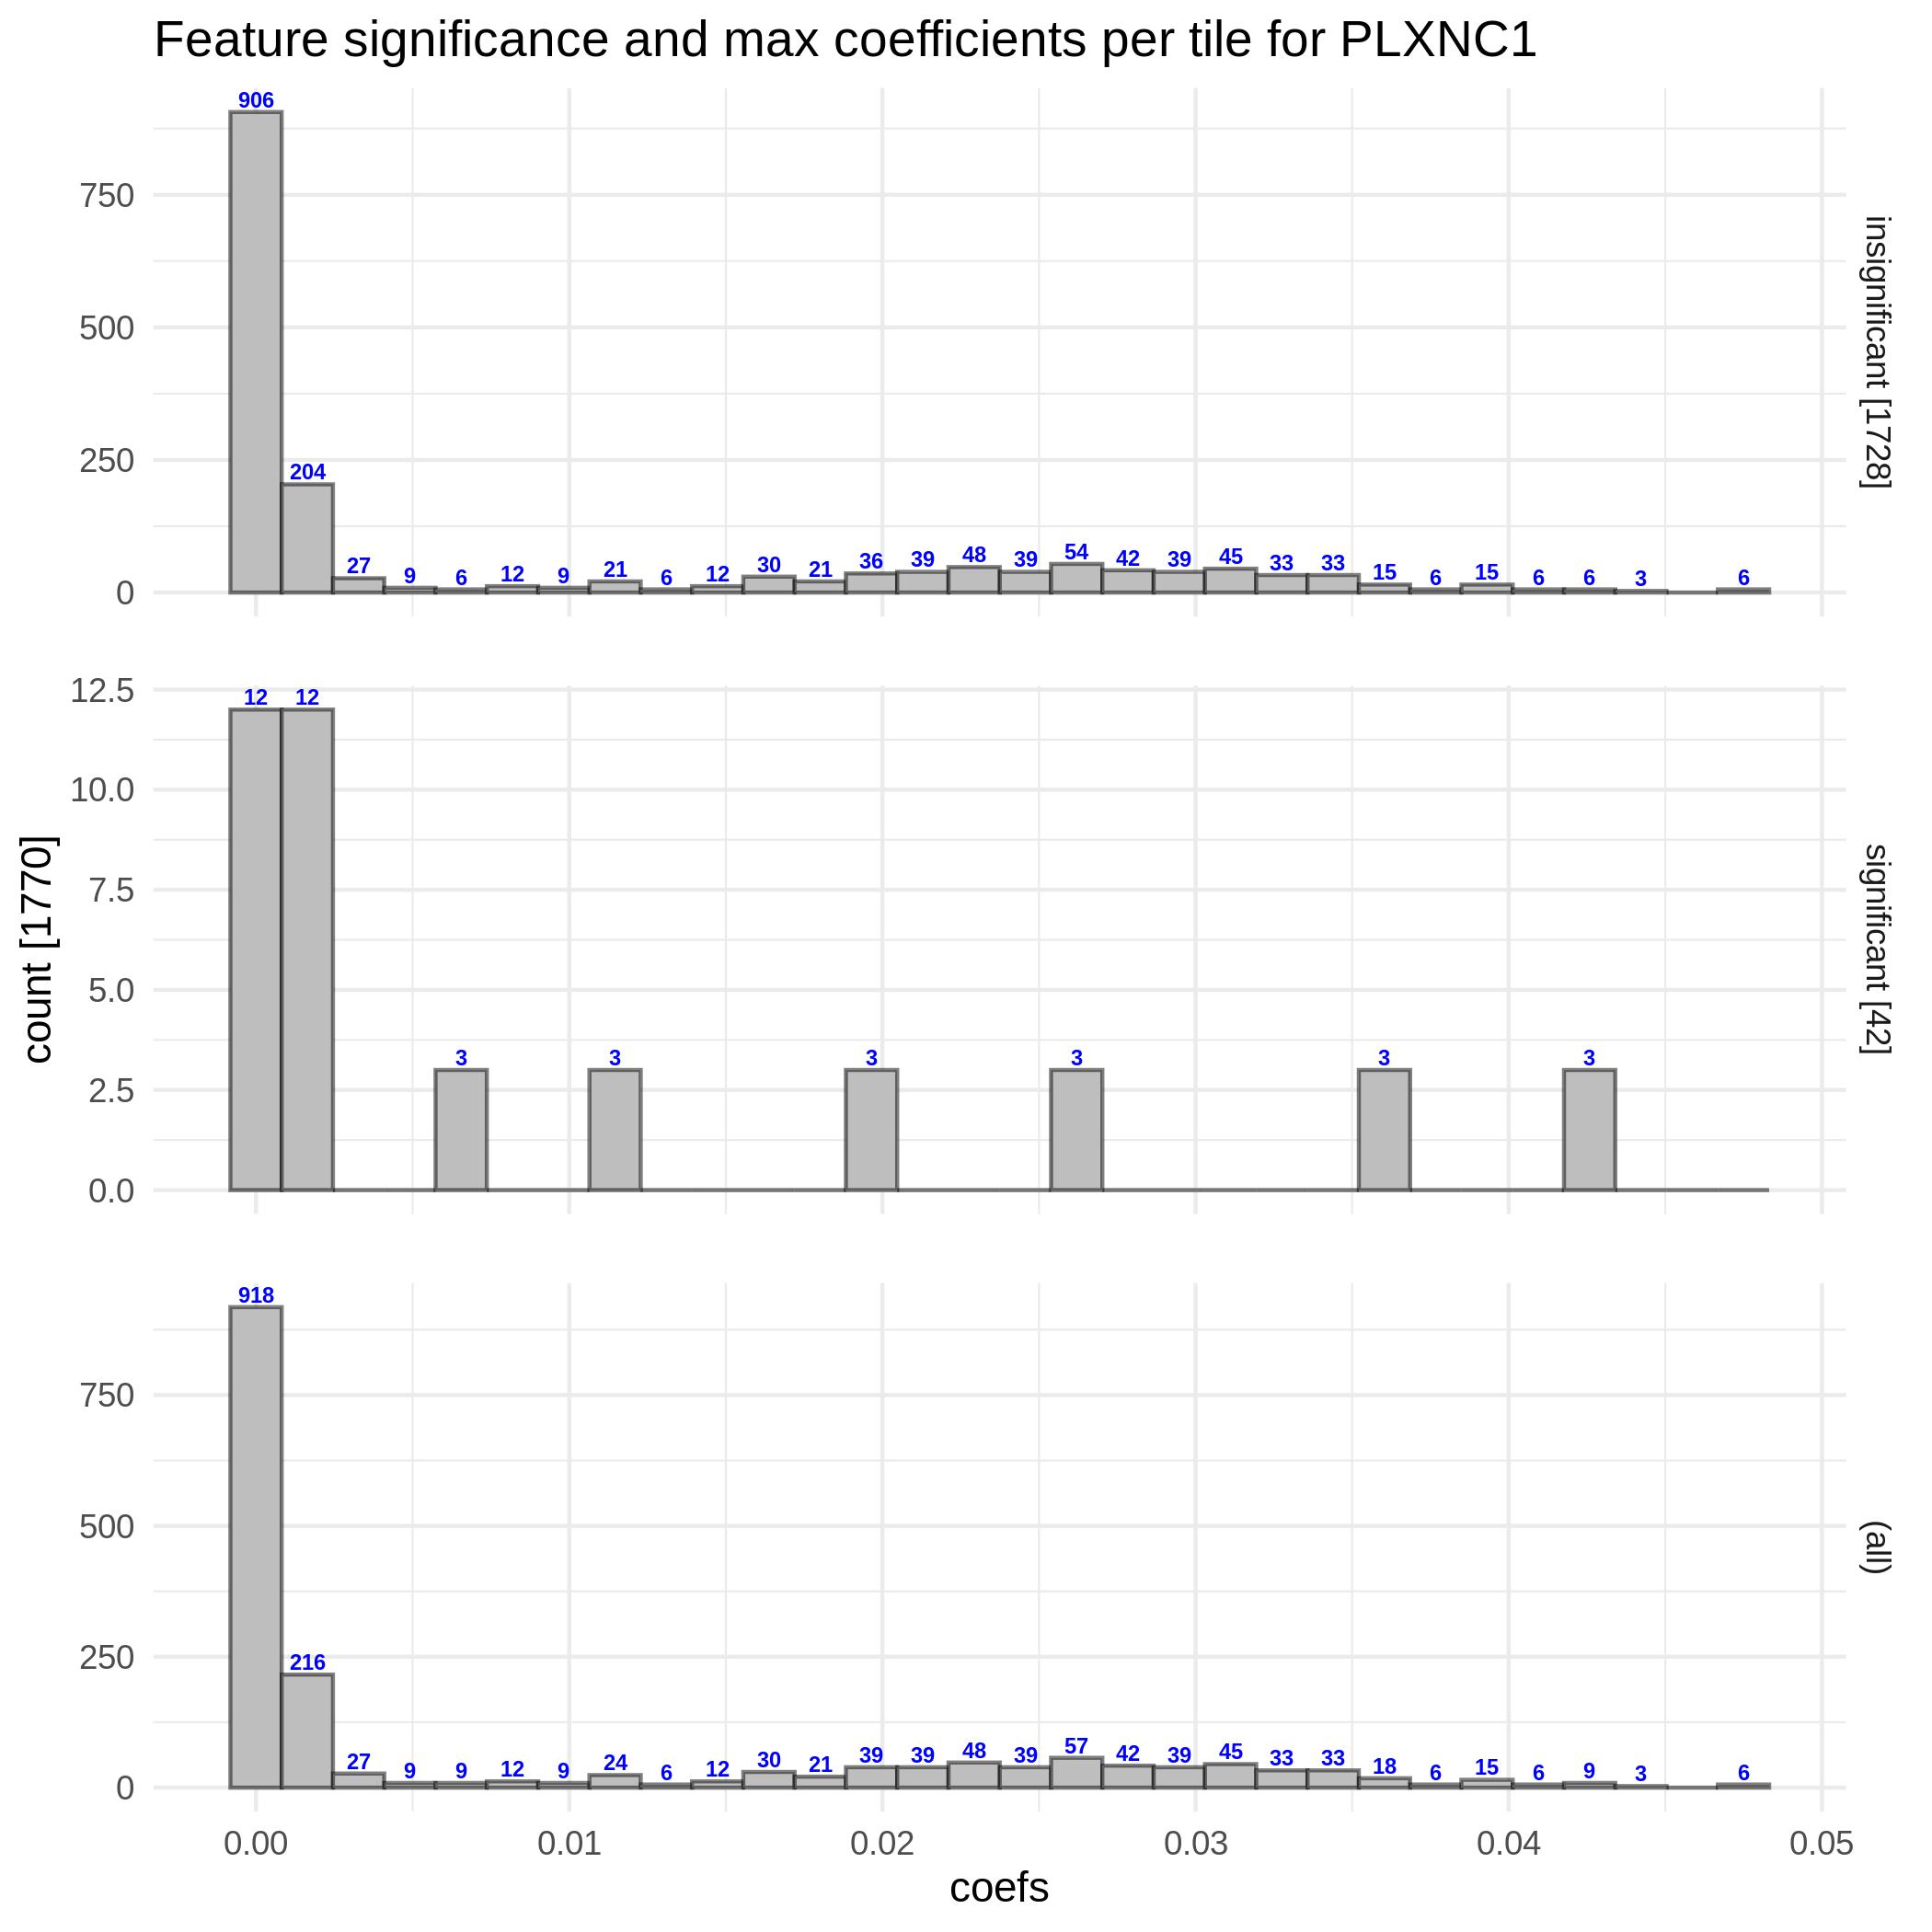 Feature significance and max coefficients per tile for PLXNC1
906
204
27 9 6 12 9 21 6 12 30 21 36 39 48 39 54 42 39 45 33 33 15 6 15 6 6 3 6
750
500
250
0
insignificant [1728]
12 12
3 3 3 3 3 3
12.5
10.0
7.5
5.0
2.5
0.0
significant [42]
count [1770]
918
216
27 9 9 12 9 24 6 12 30 21 39 39 48 39 57 42 39 45 33 33 18 6 15 6 9 3 6
750
500
250
0
(all)
0.00 0.01 0.02 0.03 0.04 0.05
coefs